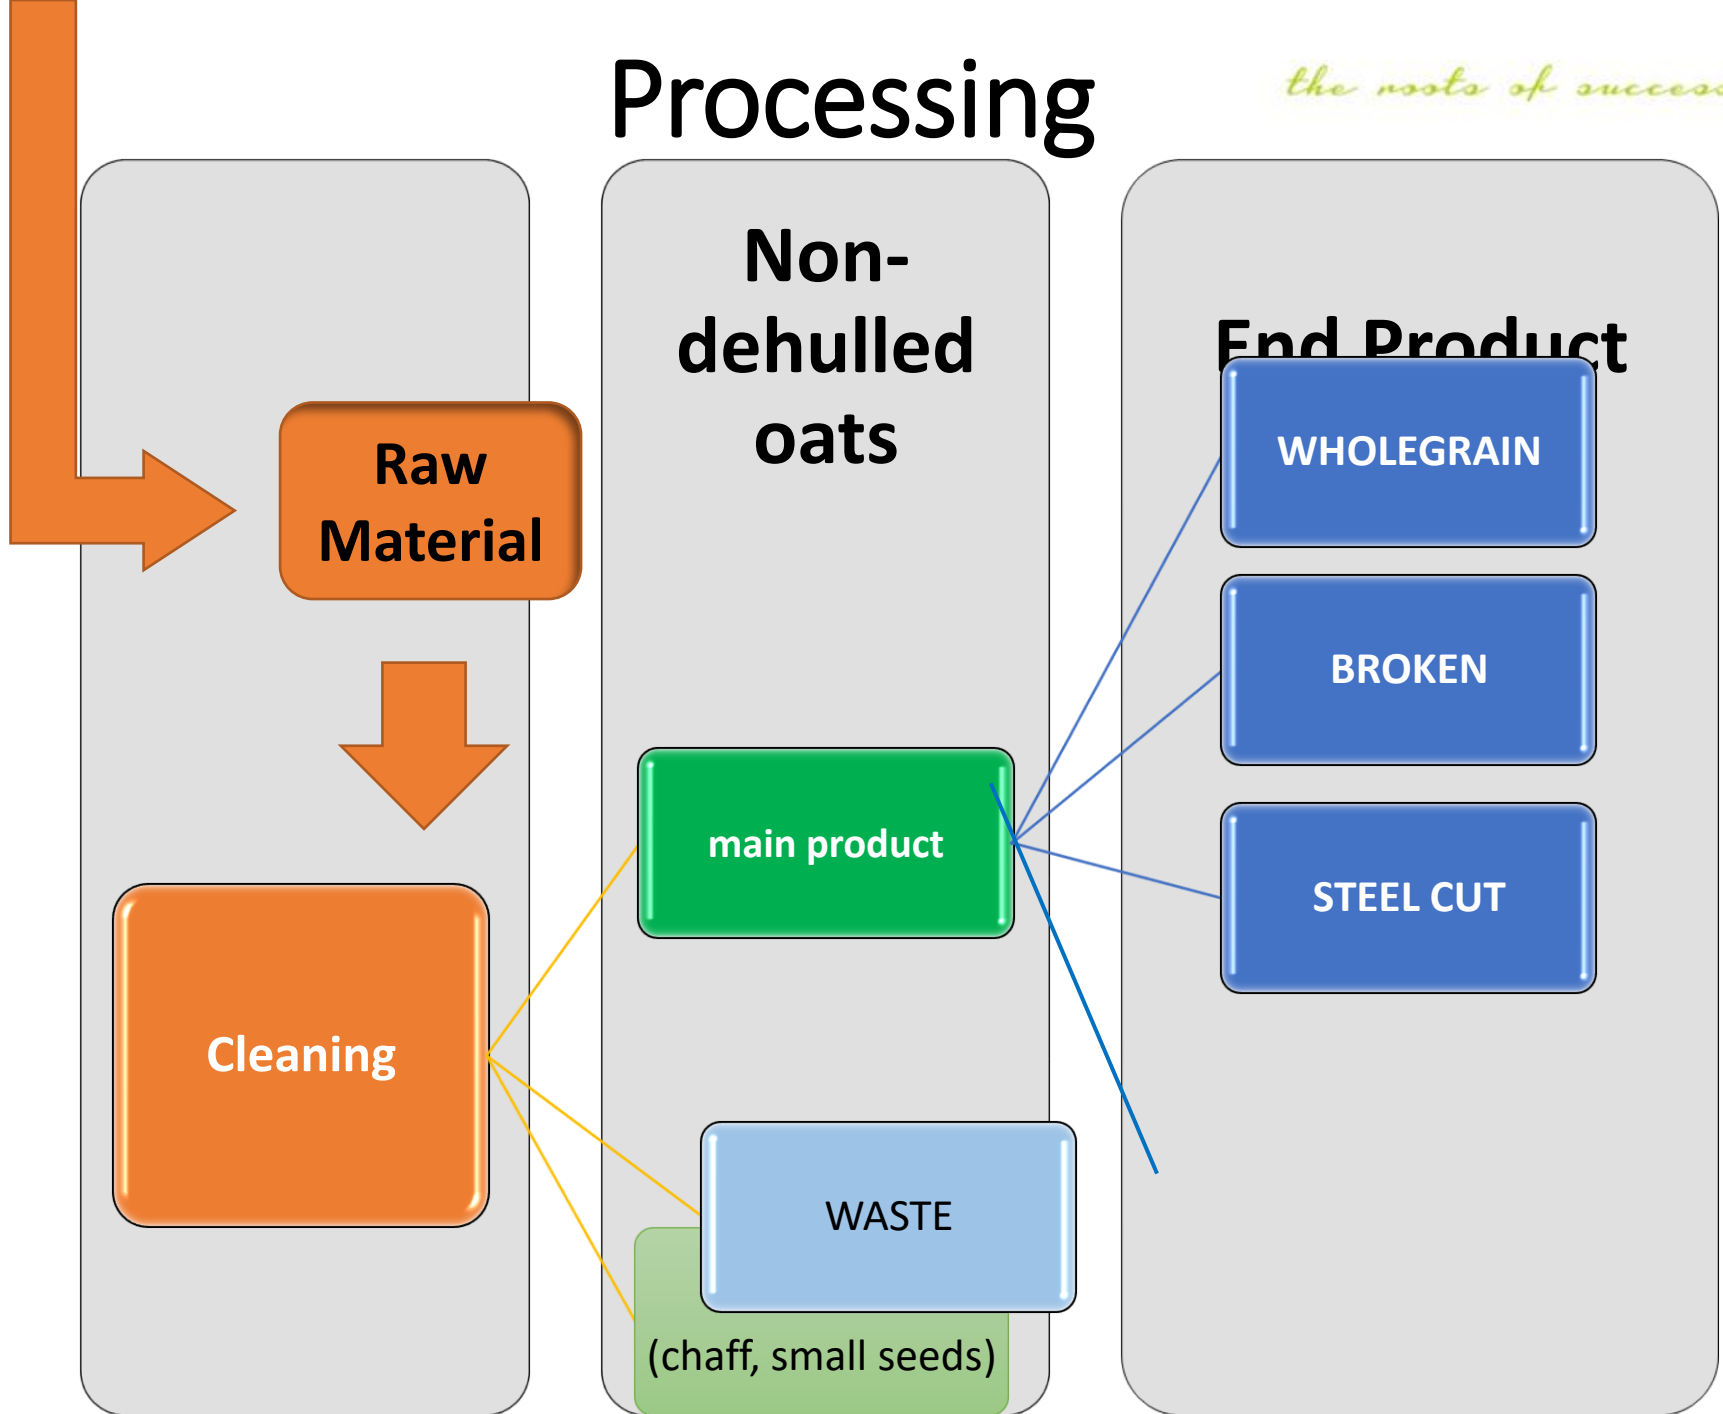 Processing
the roots of success
Raw
Material
Cleaning
Non-
dehulled
oats
main product
WASTE
(chaff, small seeds)
End Product
WHOLEGRAIN
BROKEN
STEEL CUT